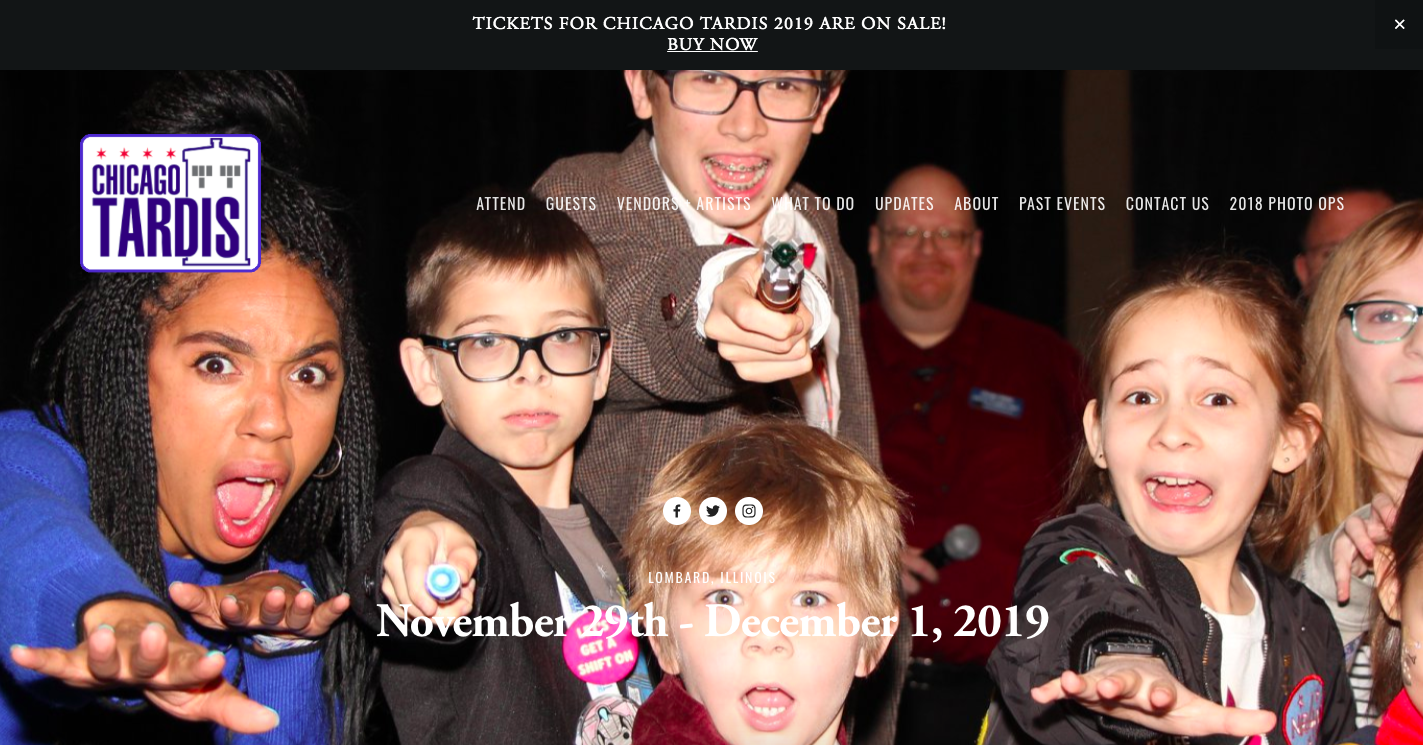 TICKETS FOR CHICAGO TARDIS 2019 ARE ON SALE!
BUY NOW
CHICAGO
TARDIS
ATTEND GUESTS VENDORS + ARTISTS WHAT TO DO UPDATES ABOUT PAST EVENTS CONTACT US 2018 PHOTO OPS
LOMBARD, ILLINOIS
November 29th - December 1, 2019
GET A
SHIFT ON